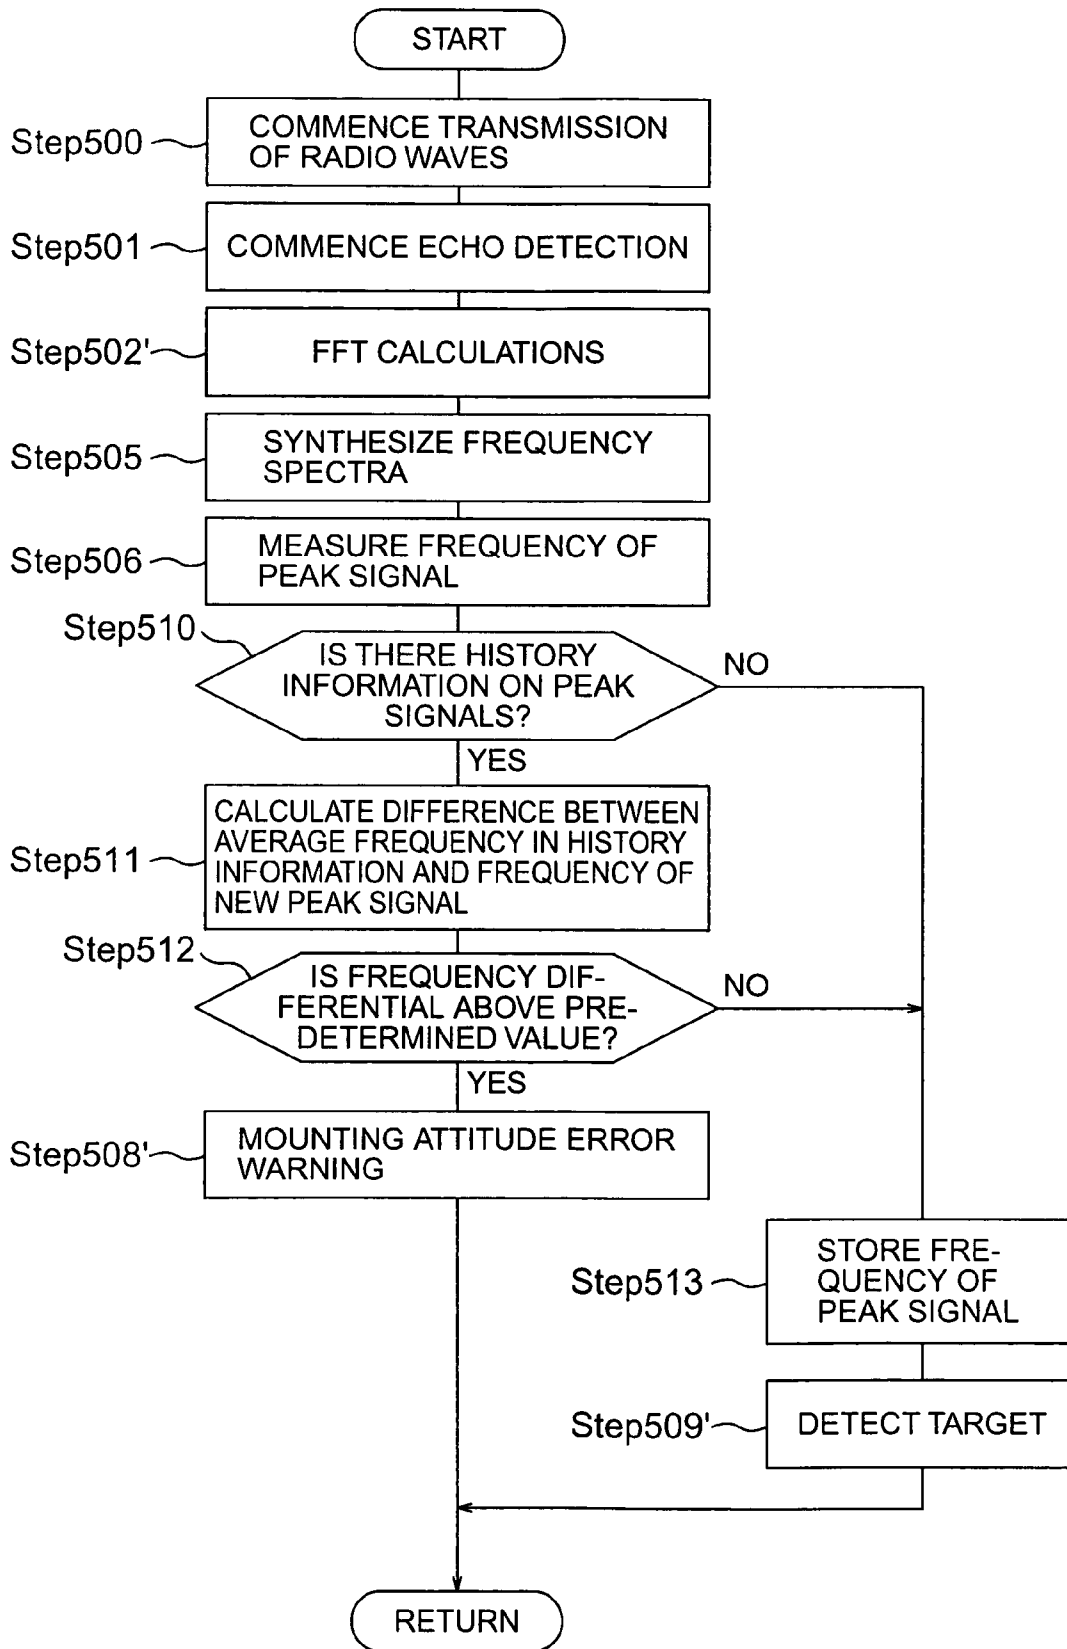 START
Step500
COMMENCE TRANSMISSION
OF RADIO WAVES
Step501
COMMENCE ECHO DETECTION
Step502'
FFT CALCULATIONS
Step505
SYNTHESIZE FREQUENCY
SPECTRA
Step506
MEASURE FREQUENCY OF
PEAK SIGNAL
Step510
IS THERE HISTORY
INFORMATION ON PEAK
SIGNALS?
NO
YES
Step511
CALCULATE DIFFERENCE BETWEEN
AVERAGE FREQUENCY IN HISTORY
INFORMATION AND FREQUENCY OF
NEW PEAK SIGNAL
Step512
IS FREQUENCY DIF-
FERENTIAL ABOVE PRE-
DETERMINED VALUE?
NO
YES
Step508'
MOUNTING ATTITUDE ERROR
WARNING
Step513
STORE FRE-
QUENCY OF
PEAK SIGNAL
Step509'
DETECT TARGET
RETURN